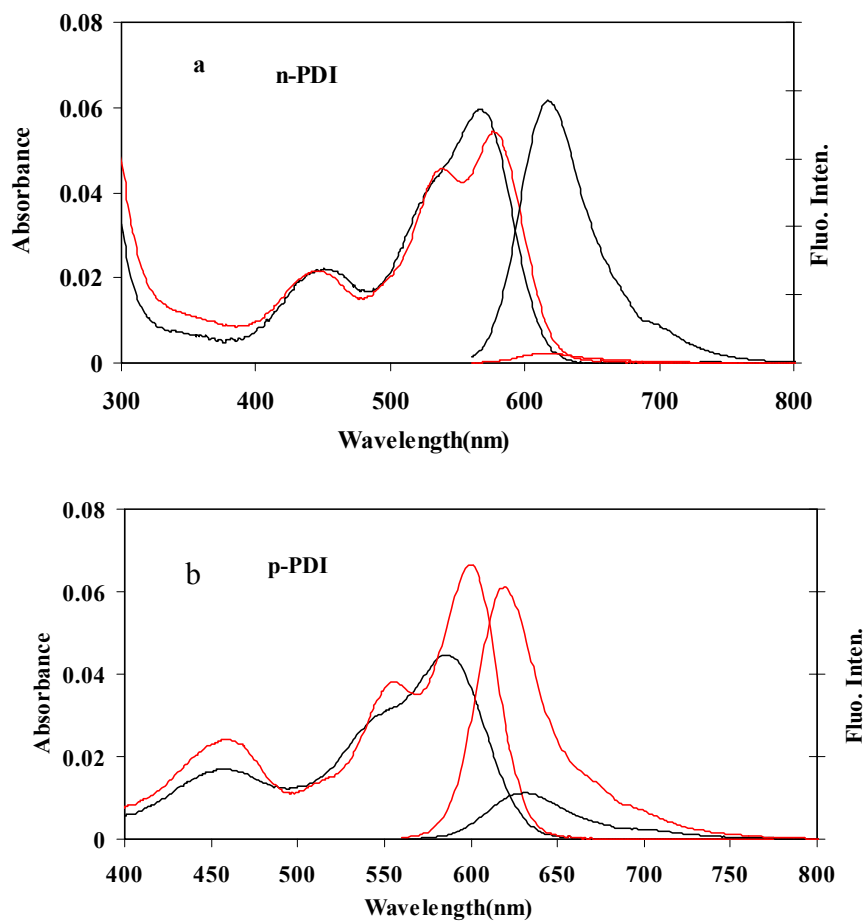 0.08
a
n-PDI
0.06
0.04
0.02
0
Absorbance
Fluo. Inten.
300 400 500 600 700 800
Wavelength(nm)
0.08
b
p-PDI
0.06
0.04
0.02
0
Absorbance
Fluo. Inten.
400 450 500 550 600 650 700 750 800
Wavelength(nm)